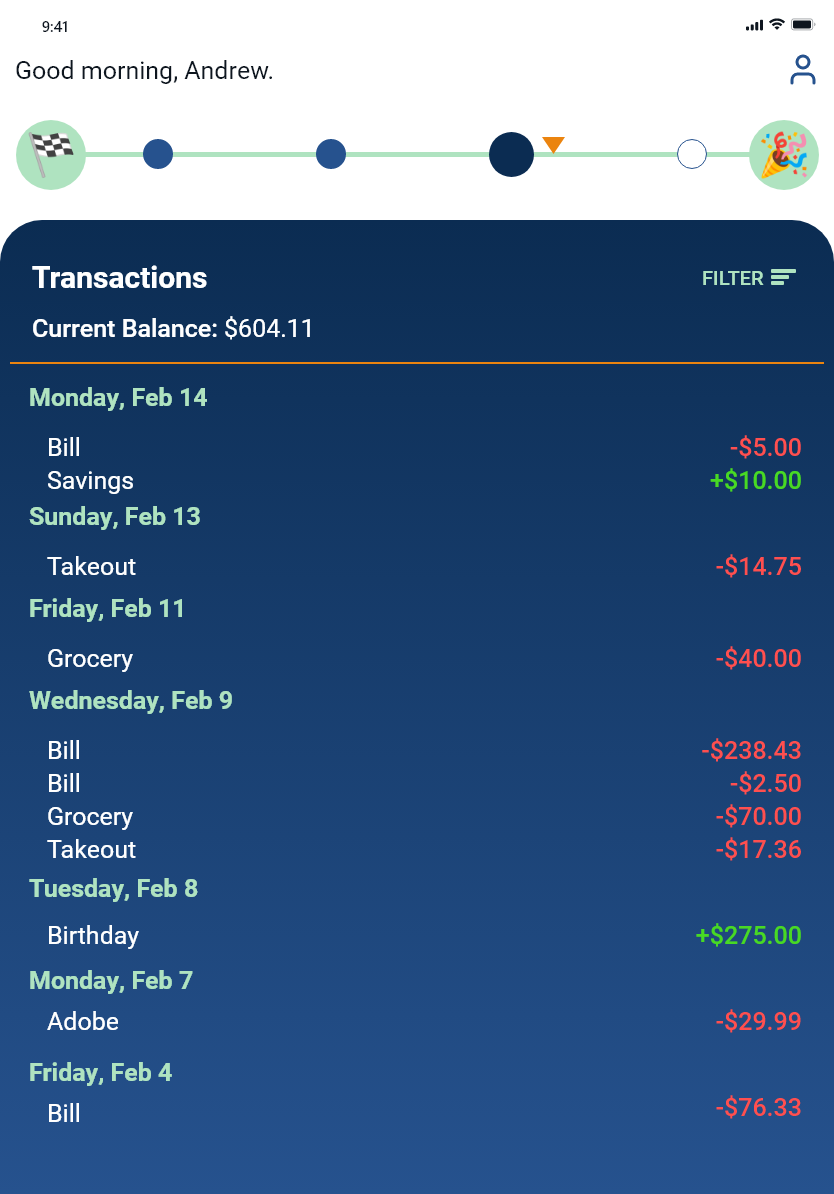 9:41
Good morning, Andrew.
Transactions
FILTER
Current Balance: $604.11
Monday, Feb 14
Bill -$5.00
Savings +$10.00
Sunday, Feb 13
Takeout -$14.75
Friday, Feb 11
Grocery -$40.00
Wednesday, Feb 9
Bill -$238.43
Bill -$2.50
Grocery -$70.00
Takeout -$17.36
Tuesday, Feb 8
Birthday +$275.00
Monday, Feb 7
Adobe -$29.99
Friday, Feb 4
Bill -$76.33